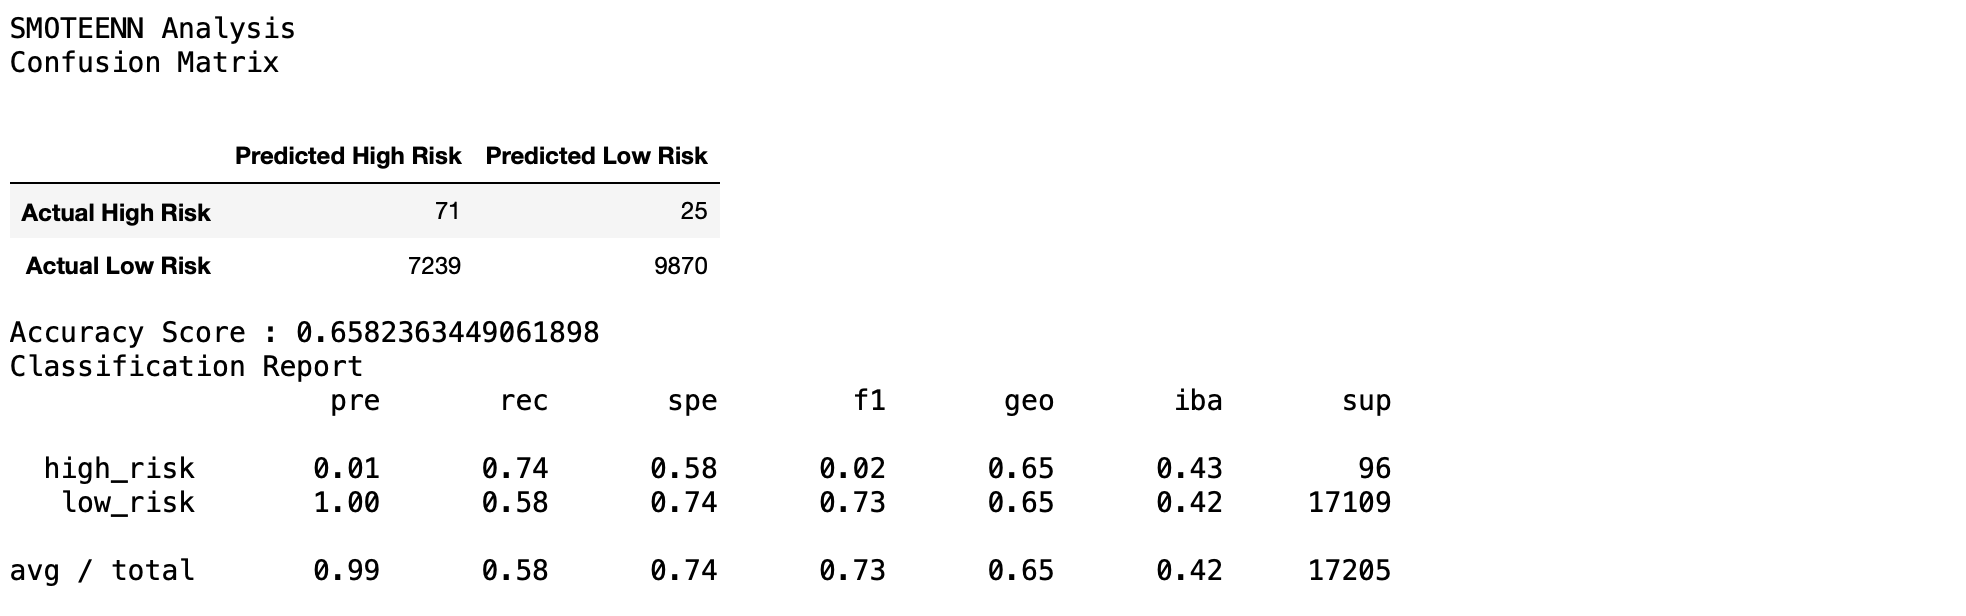 SMOTEENN Analysis
Confusion Matrix
Predicted High Risk Predicted Low Risk
Actual High Risk 71 25
Actual Low Risk 7239 9870
Accuracy Score : 0.6582363449061898
Classification Report
pre rec spe f1 geo iba sup
high_risk 0.01 0.74 0.58 0.02 0.65 0.43 96
low_risk 1.00 0.58 0.74 0.73 0.65 0.42 17109
avg / total 0.99 0.58 0.74 0.73 0.65 0.42 17205